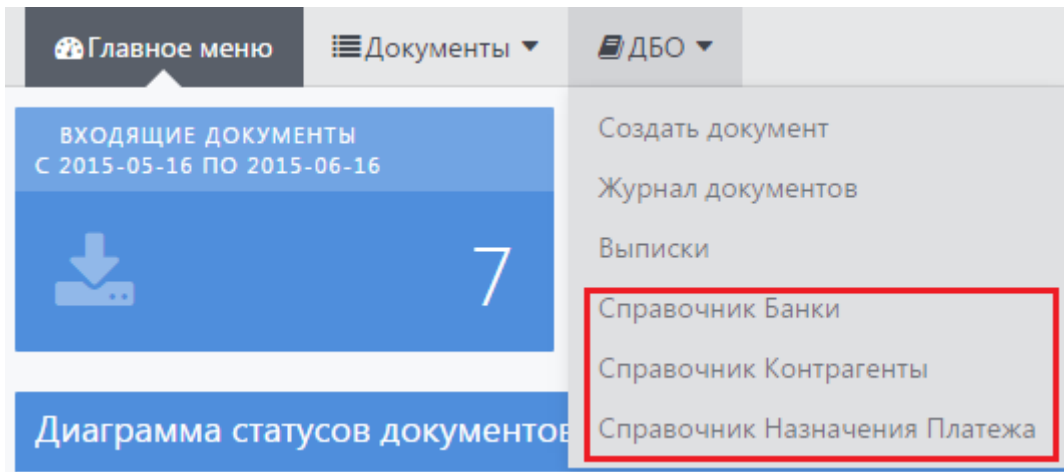 Главное меню
Документы
ДБО
ВХОДЯЩИЕ ДОКУМЕНТЫ
С 2015-05-16 ПО 2015-06-16
7
Создать документ
Журнал документов
Выписки
Справочник Банки
Справочник Контрагенты
Справочник Назначения Платежа
Диаграмма статусов документов